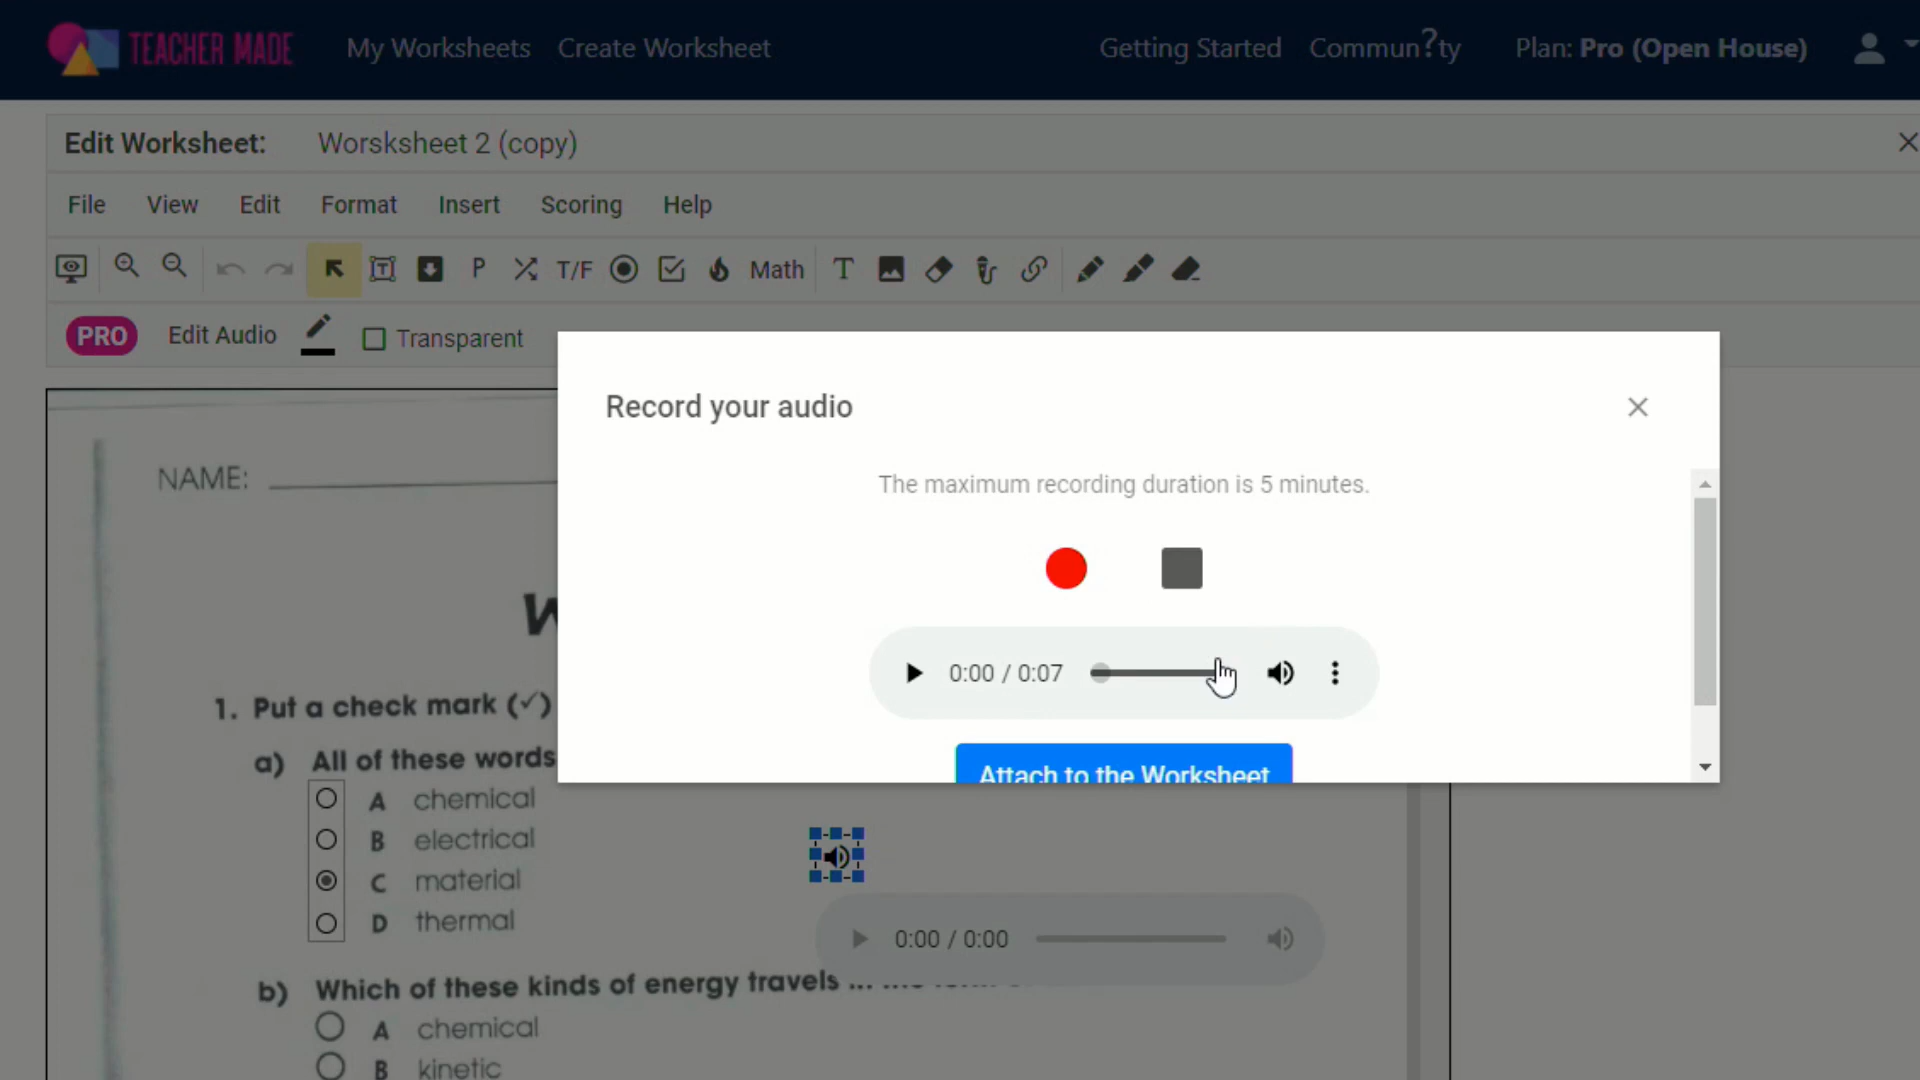 TEACHER MADE My Worksheets Create Worksheet Getting Started Commun?ty Plan: Pro (Open House)
Edit Worksheet: Worsksheet 2 (copy)
File View Edit Format Insert Scoring Help
P T/F Math T
PRO Edit Audio Transparent
Record your audio
The maximum recording duration is 5 minutes.
0:00 / 0:07
Attach to the Worksheet
NAME:
1. Put a check mark (✓)
a) All of these words
A chemical
B electrical
C material
D thermal
0:00 / 0:00
b) Which of these kinds of energy travels
A chemical
B kinetic